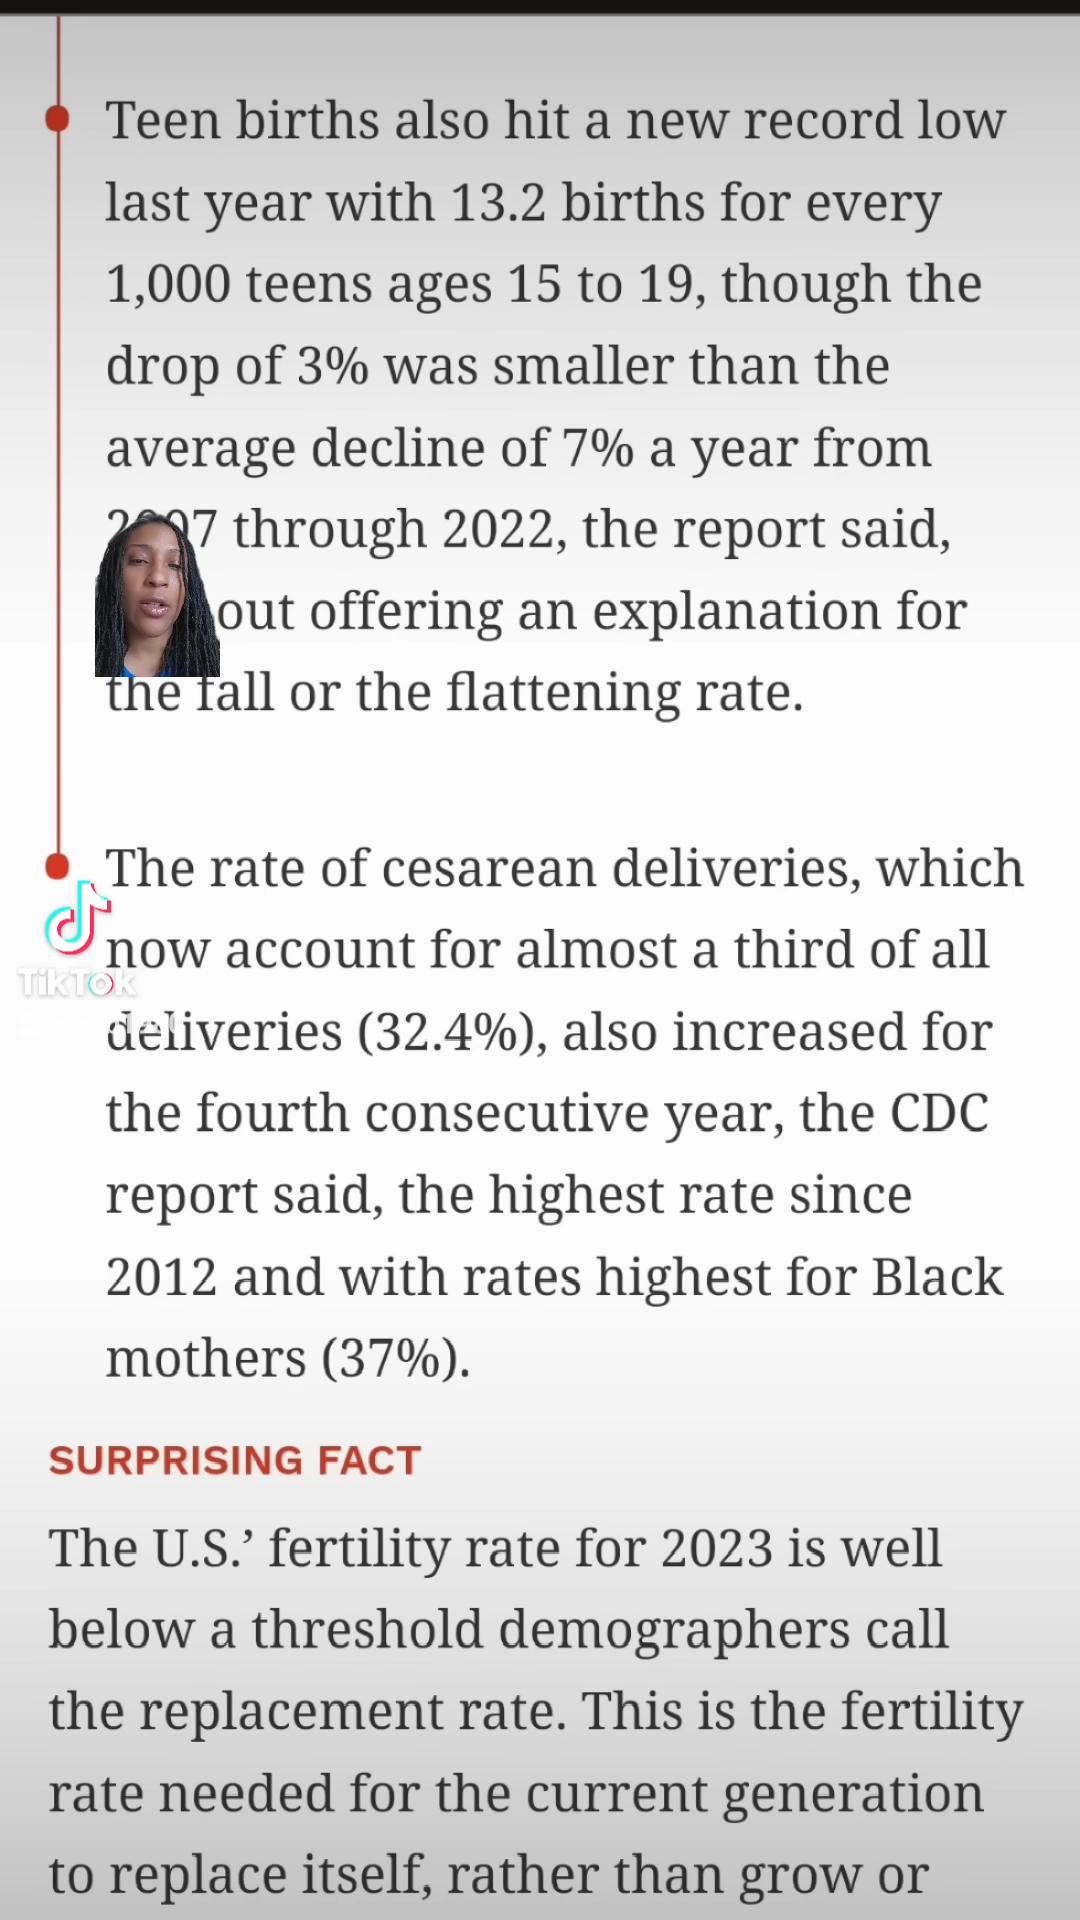 Teen births also hit a new record low
last year with 13.2 births for every
1,000 teens ages 15 to 19, though the
drop of 3% was smaller than the
average decline of 7% a year from
through 2022, the report said,
offering an explanation for
the fall or the flattening rate.
The rate of cesarean deliveries, which
now account for almost a third of all
TikTok
deliveries (32.4%), also increased for
the fourth consecutive year, the CDC
report said, the highest rate since
2012 and with rates highest for Black
mothers (37%).
SURPRISING FACT
The U.S.’ fertility rate for 2023 is well
below a threshold demographers call
the replacement rate. This is the fertility
rate needed for the current generation
to replace itself, rather than grow or